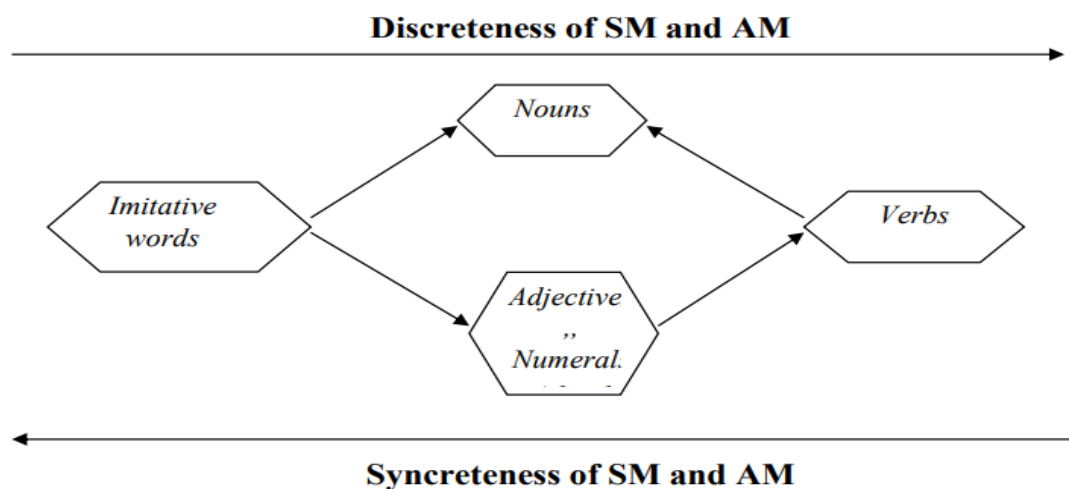 Discreteness of SM and AM
Nouns
Imitative
words
Verbs
Adjective
,,
Numeral
Syncreteness of SM and AM